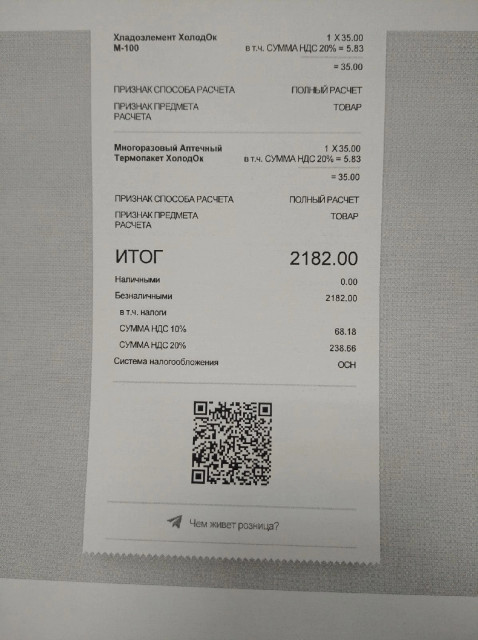 Хладоэлемент ХолодОк 1 X 35.00
М-100 в т.ч. СУММА НДС 20% = 5.83
= 35.00
ПРИЗНАК СПОСОБА РАСЧЕТА ПОЛНЫЙ РАСЧЕТ
ПРИЗНАК ПРЕДМЕТА ТОВАР
РАСЧЕТА
Многоразовый Аптечный 1 X 35.00
Термопакет ХолодОк в т.ч. СУММА НДС 20% = 5.83
= 35.00
ПРИЗНАК СПОСОБА РАСЧЕТА ПОЛНЫЙ РАСЧЕТ
ПРИЗНАК ПРЕДМЕТА ТОВАР
РАСЧЕТА
ИТОГ 2182.00
Наличными 0.00
Безналичными 2182.00
в т.ч. налоги
СУММА НДС 10% 68.18
СУММА НДС 20% 238.66
Система налогообложения ОСН
Чем живет розница?